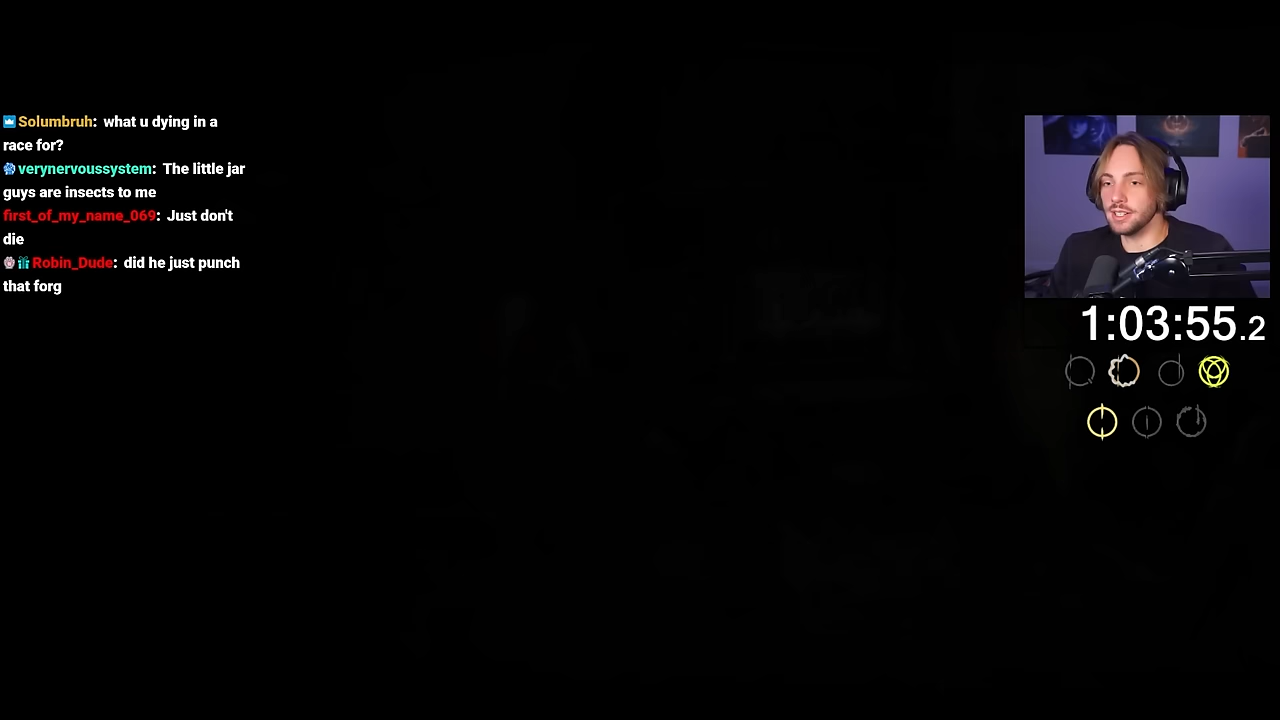 Solumbruh: what u dying in a
race for?
verynervoussystem: The little jar
guys are insects to me
first_of_my_name_069: Just don't
die
Robin_Dude: did he just punch
that forg
1:03:55.2